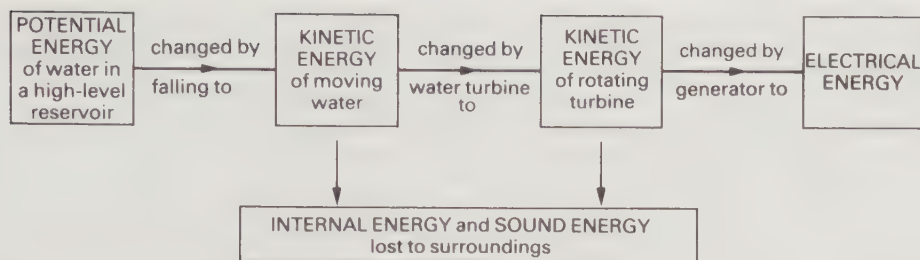 POTENTIAL
ENERGY
of water in
a high-level
reservoir
changed by
falling to
KINETIC
ENERGY
of moving
water
changed by
water turbine
to
KINETIC
ENERGY
of rotating
turbine
changed by
generator to
ELECTRICAL
ENERGY
INTERNAL ENERGY and SOUND ENERGY
lost to surroundings